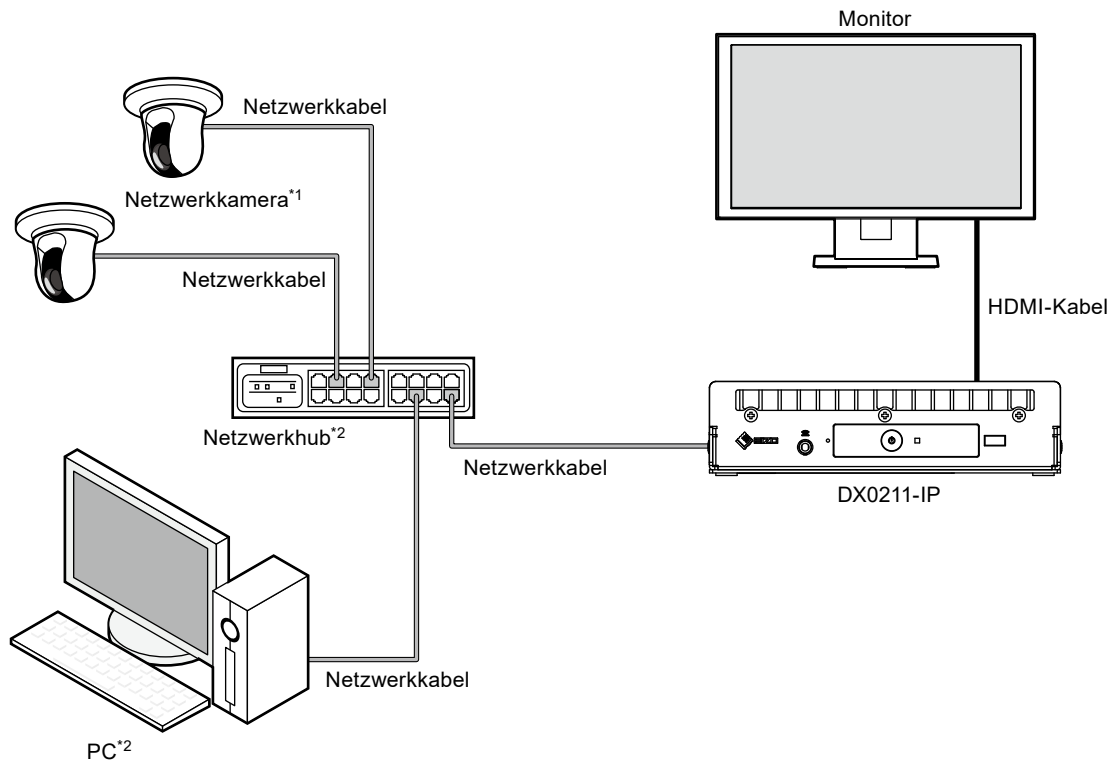 Monitor
Netzwerkkabel
Netzwerkkamera*1
Netzwerkkabel
HDMI-Kabel
Netzwerkhub*2
Netzwerkkabel
DX0211-IP
Netzwerkkabel
PC*2